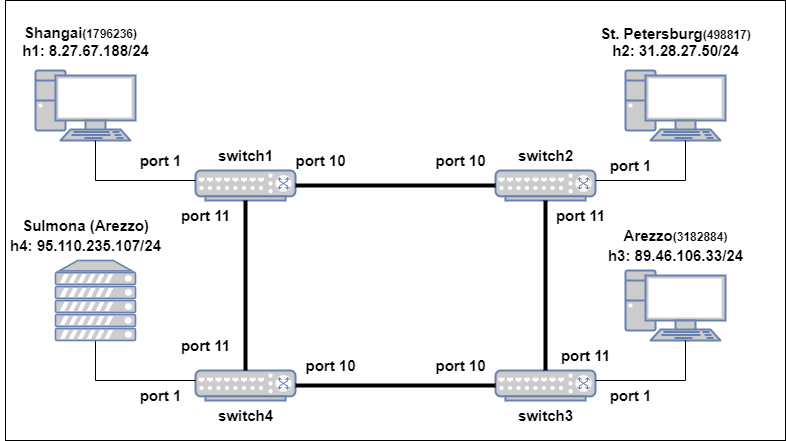 Shangai(1796236)
h1: 8.27.67.188/24
St. Petersburg(498817)
h2: 31.28.27.50/24
port 1
switch1
port 10
port 10
switch2
port 1
port 11
port 11
Sulmona (Arezzo)
h4: 95.110.235.107/24
Arezzo(3182884)
h3: 89.46.106.33/24
port 11
port 10
port 10
port 11
port 1
switch4
switch3
port 1